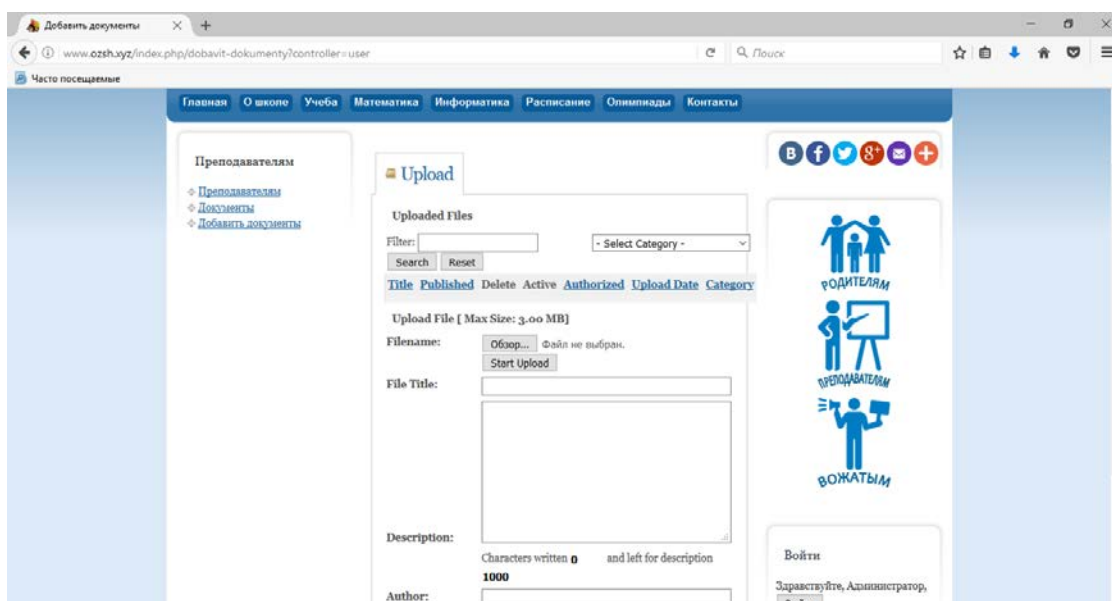 Добавить документы
www.ozsh.xyz/index.php/dobavit-dokumenty?controller=user
Поиск
Часто посещаемые
Главная О школе Учеба Математика Информатика Расписание Олимпиады Контакты
Преподавателям
Преподавателям
Документы
Добавить документы
Upload
Uploaded Files
Filter: - Select Category -
Search Reset
Title Published Delete Active Authorized Upload Date Category
Upload File [ Max Size: 3.00 MB]
Filename: Обзор... Файл не выбран.
Start Upload
File Title:
Description:
Characters written 0 and left for description
1000
Author:
В f 8+
РОДИТЕЛЯМ
ПРЕПОДАВАТЕЛЯМ
ВОЖАТЫМ
Войти
Здравствуйте, Администратор,